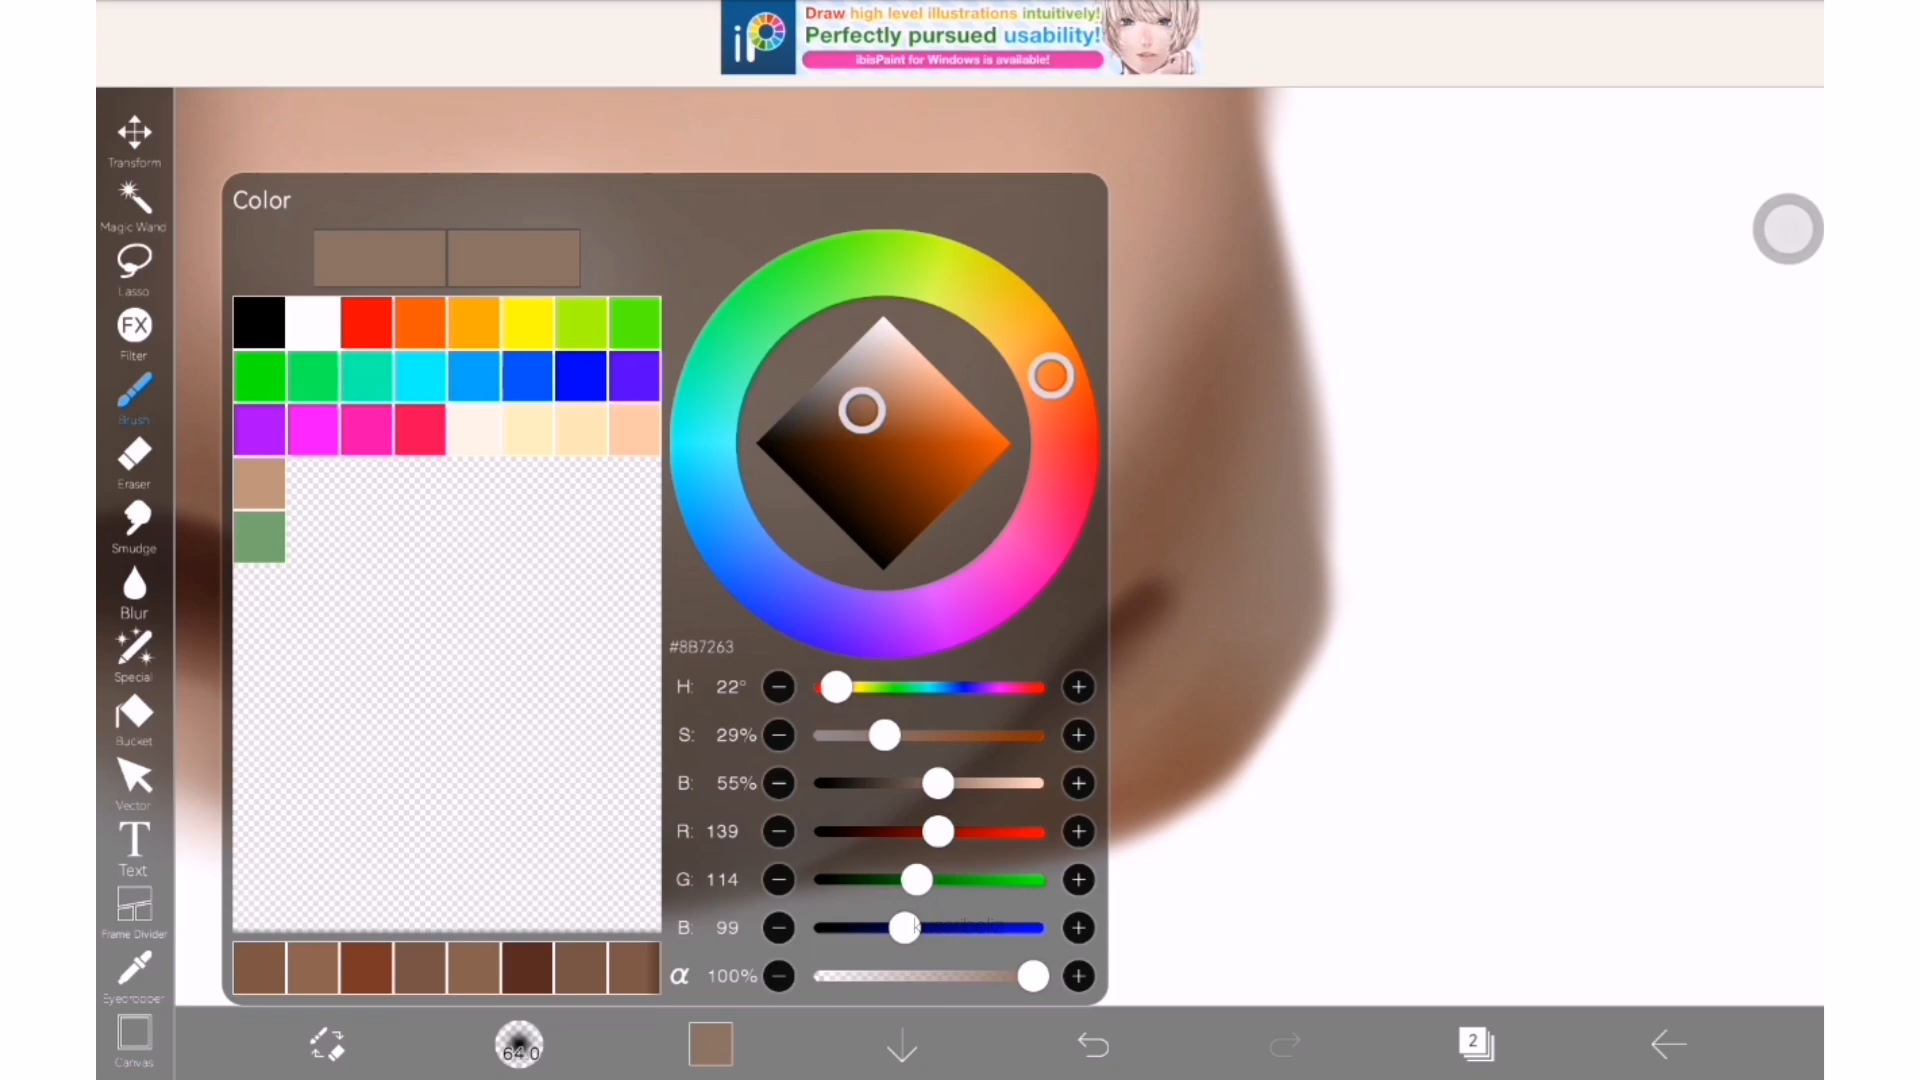 iP
Draw high level illustrations intuitively!
Perfectly pursued usability!
ibisPaint for Windows is available!
Transform
Magic Wand
Lasso
FX
Filter
Brush
Eraser
Smudge
Blur
Special
Bucket
Vector
T
Text
Frame Divider
Eyedropper
Canvas
Color
#8B7263
H: 22°
S: 29%
B: 55%
R: 139
G: 114
B: 99
α 100%
64.0
2